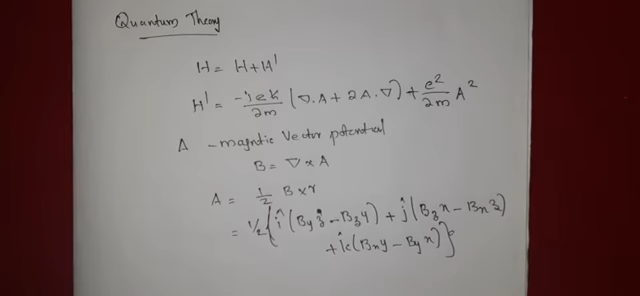 Quantum Theory
H = H+H'
H' = -ieħ/2m (∇.A + 2A.∇) + e²/2m A²
A - magntic Vector potential
B = ∇ × A
A = 1/2 B × r
= 1/2 { î (By z - Bz y) + ĵ (Bz x - Bx z)
+ k̂ (Bx y - By x) }